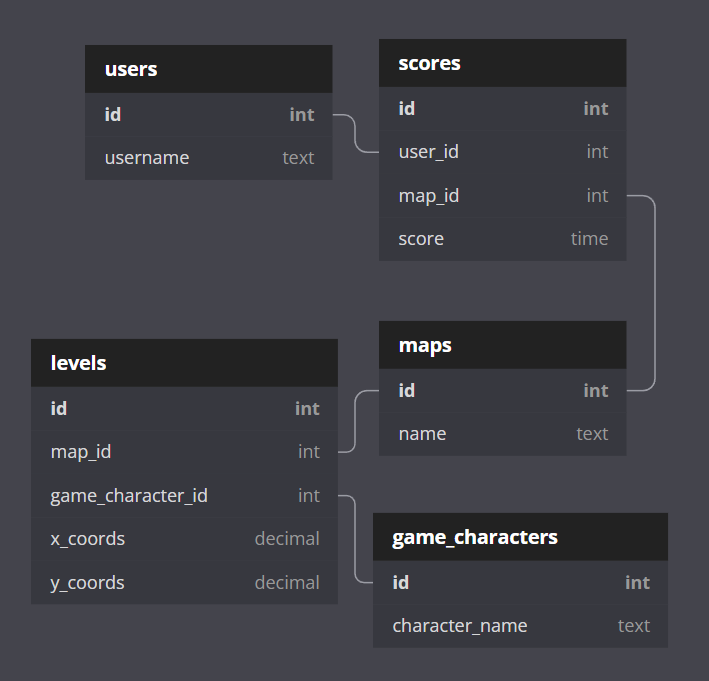 users
id int
username text
scores
id int
user_id int
map_id int
score time
levels
id int
map_id int
game_character_id int
x_coords decimal
y_coords decimal
maps
id int
name text
game_characters
id int
character_name text